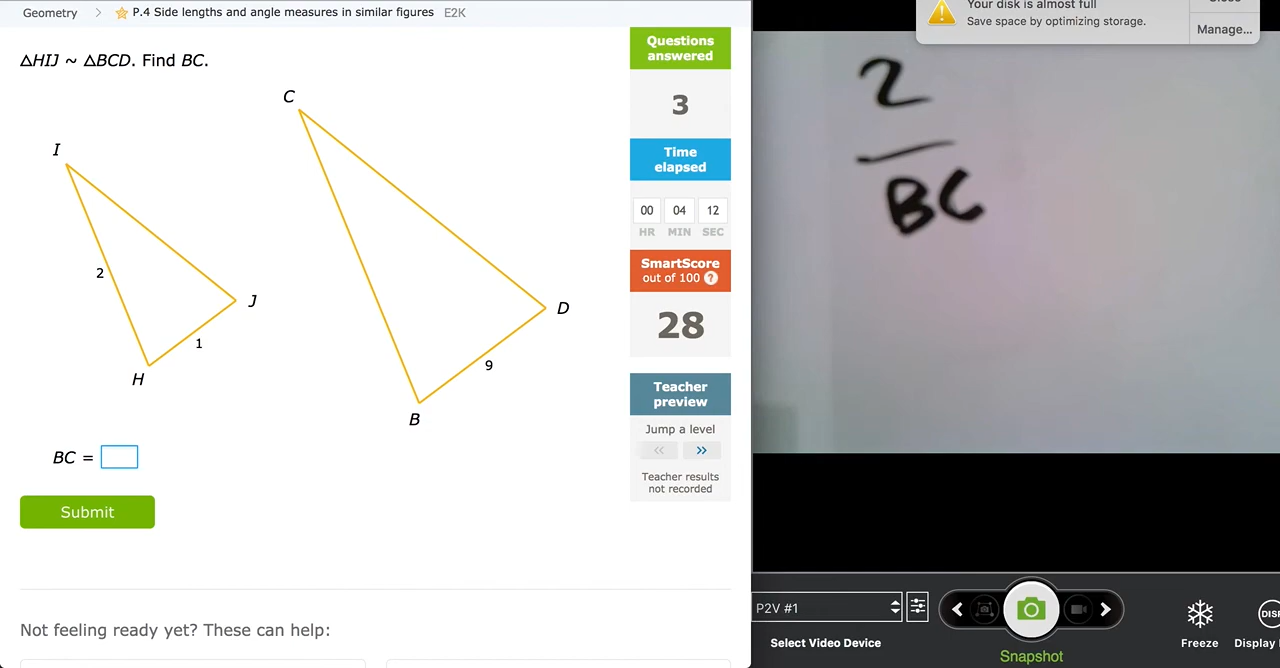 Geometry > P.4 Side lengths and angle measures in similar figures E2K
△HIJ ~ △BCD. Find BC.
C
I
2
J
1
H
D
9
B
BC =
Submit
Not feeling ready yet? These can help:
Questions
answered
3
Time
elapsed
00 04 12
HR MIN SEC
SmartScore
out of 100 ?
28
Teacher
preview
Jump a level
<< >>
Teacher results
not recorded
Your disk is almost full
Save space by optimizing storage.
Close
Manage...
2
BC
P2V #1
Select Video Device
Snapshot
Freeze
Display